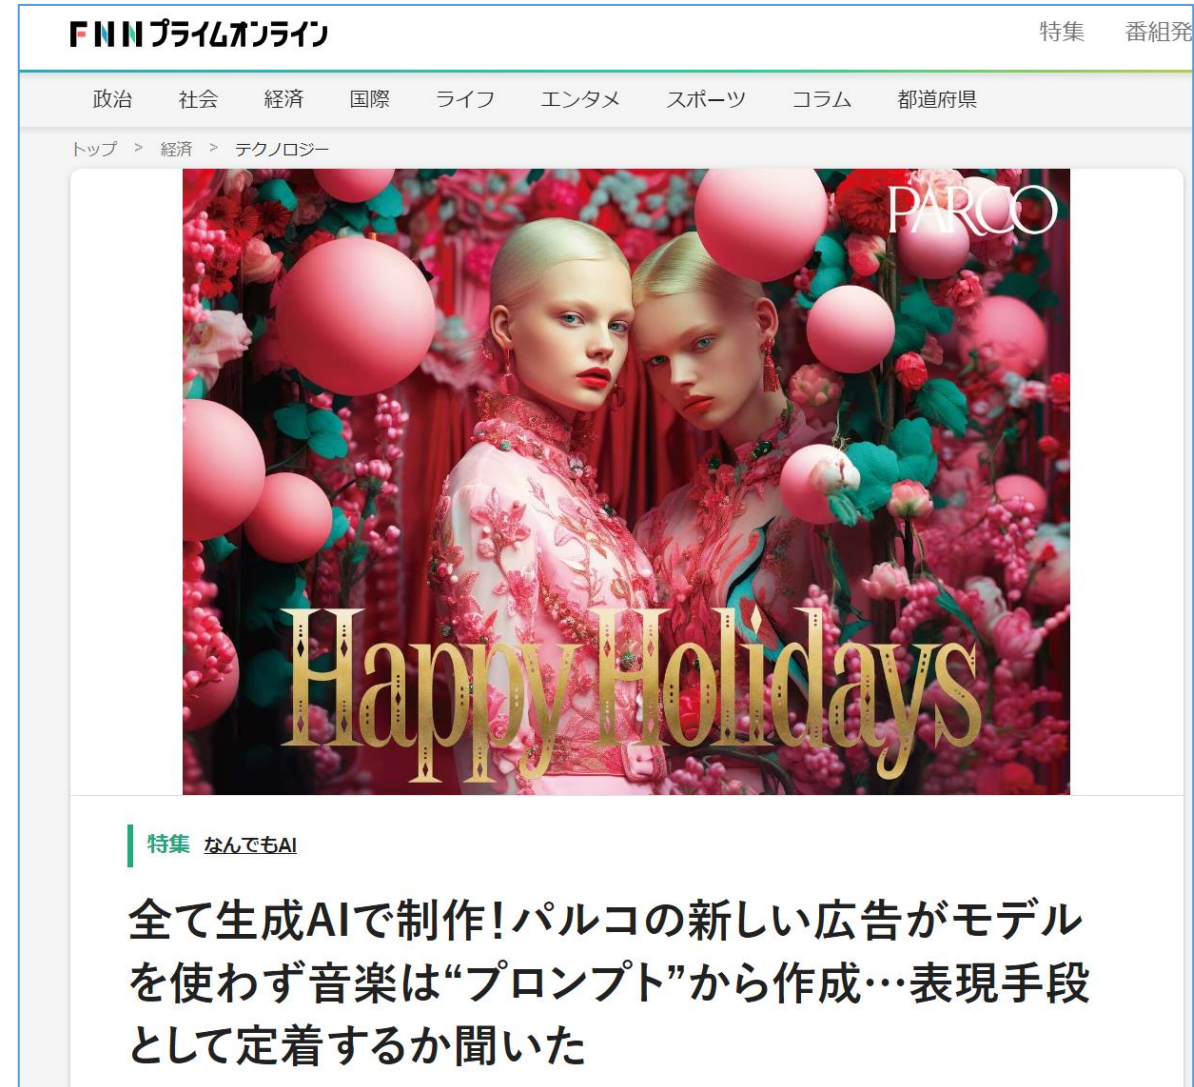 FNNプライムオンライン
特集 番組発
政治 社会 経済 国際 ライフ エンタメ スポーツ コラム 都道府県
トップ > 経済 > テクノロジー
PARCO
Happy Holidays
特集 なんでもAI
全て生成AIで制作!パルコの新しい広告がモデル
を使わず音楽は“プロンプト”から作成…表現手段
として定着するか聞いた